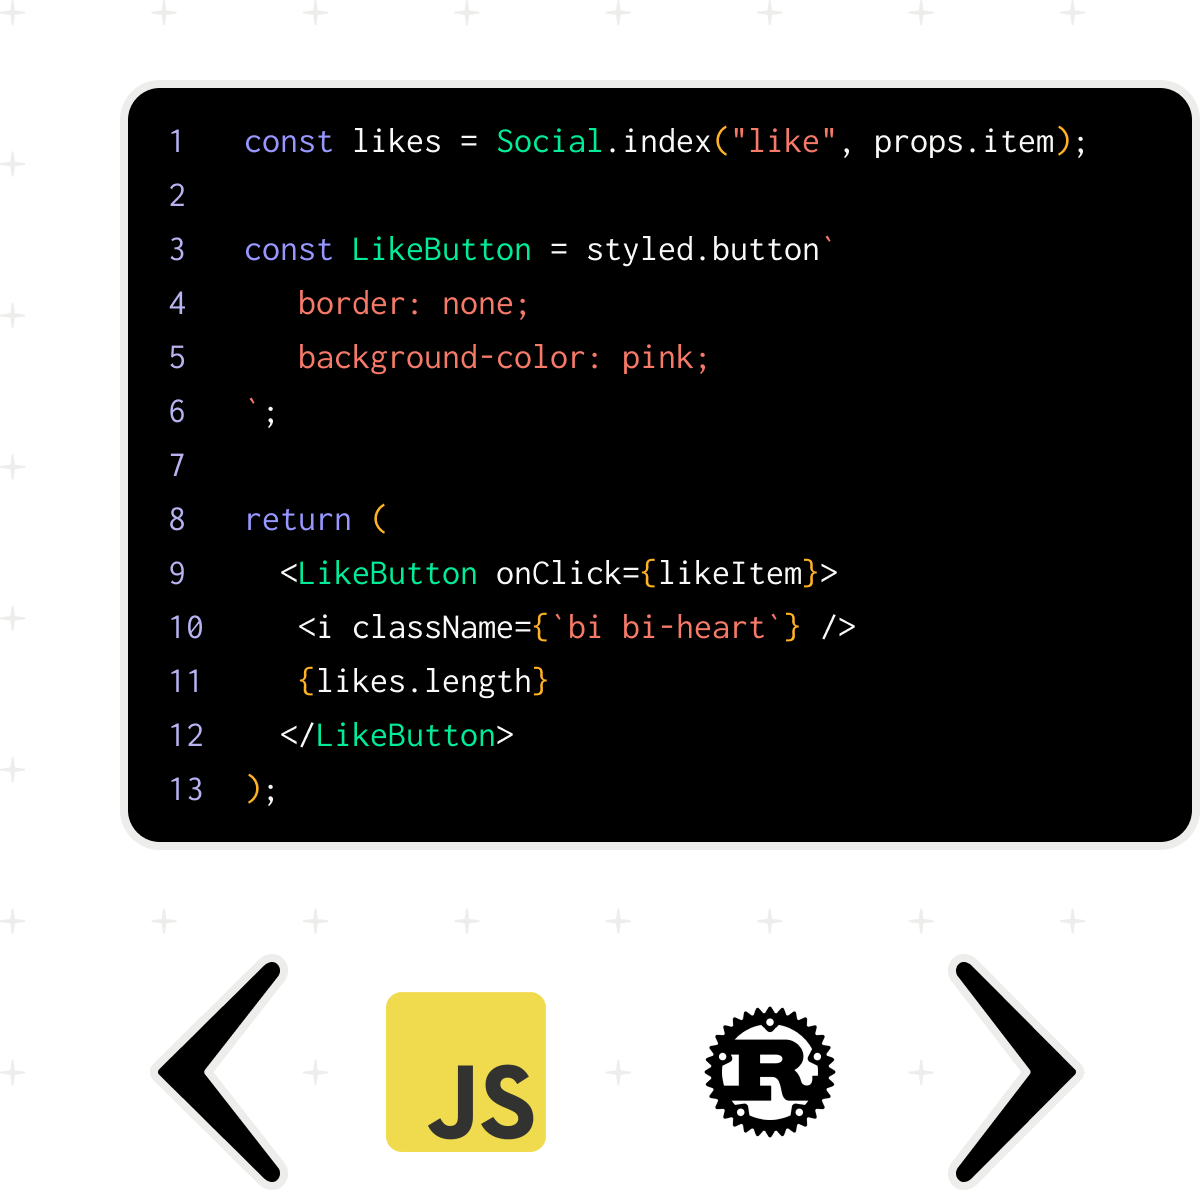 1 const likes = Social.index("like", props.item);
2
3 const LikeButton = styled.button`
4    border: none;
5    background-color: pink;
6 `;
7
8 return (
9   <LikeButton onClick={likeItem}>
10    <i className={`bi bi-heart`} />
11    {likes.length}
12   </LikeButton>
13 );
JS
R